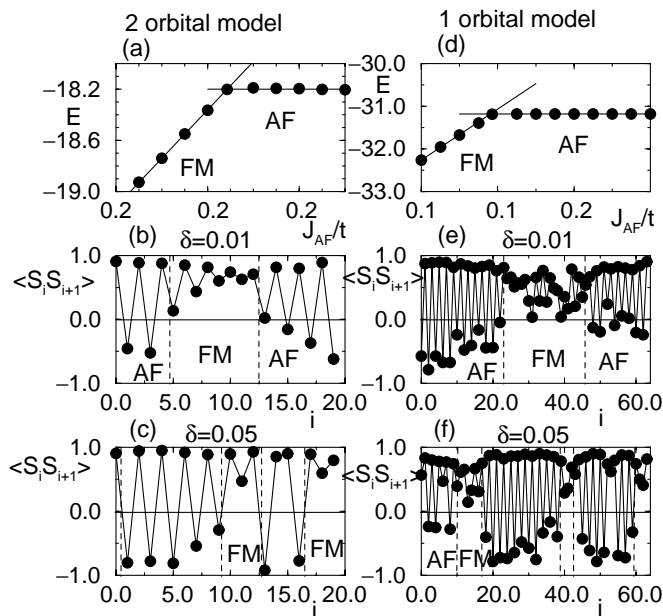 2 orbital model
(a)
−18.2
E
−18.6
−19.0
AF
FM
0.2 0.2 0.2
J_AF/t
1 orbital model
(d)
−30.0
E
−31.0
−32.0
−33.0
FM
AF
0.1 0.1 0.2
J_AF/t
(b) δ=0.01
1.0
<S_iS_{i+1}>
0.0
−1.0
AF FM AF
0.0 5.0 10.0 15.0 20.0
i
(e) δ=0.01
1.0
<S_iS_{i+1}>
0.0
−1.0
AF FM AF
0.0 20.0 40.0 60.0
i
(c) δ=0.05
1.0
<S_iS_{i+1}>
0.0
−1.0
FM FM
0.0 5.0 10.0 15.0 20.0
i
(f) δ=0.05
1.0
<S_iS_{i+1}>
0.0
−1.0
AF FM
0.0 20.0 40.0 60.0
i